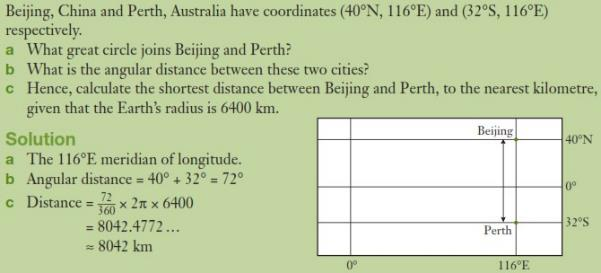 Beijing, China and Perth, Australia have coordinates (40°N, 116°E) and (32°S, 116°E)
respectively.
a What great circle joins Beijing and Perth?
b What is the angular distance between these two cities?
c Hence, calculate the shortest distance between Beijing and Perth, to the nearest kilometre,
given that the Earth's radius is 6400 km.
Solution
a The 116°E meridian of longitude.
b Angular distance = 40° + 32° = 72°
c Distance = 72/360 × 2π × 6400
= 8042.4772 ...
≈ 8042 km
Beijing
40°N
0°
32°S
Perth
0°
116°E